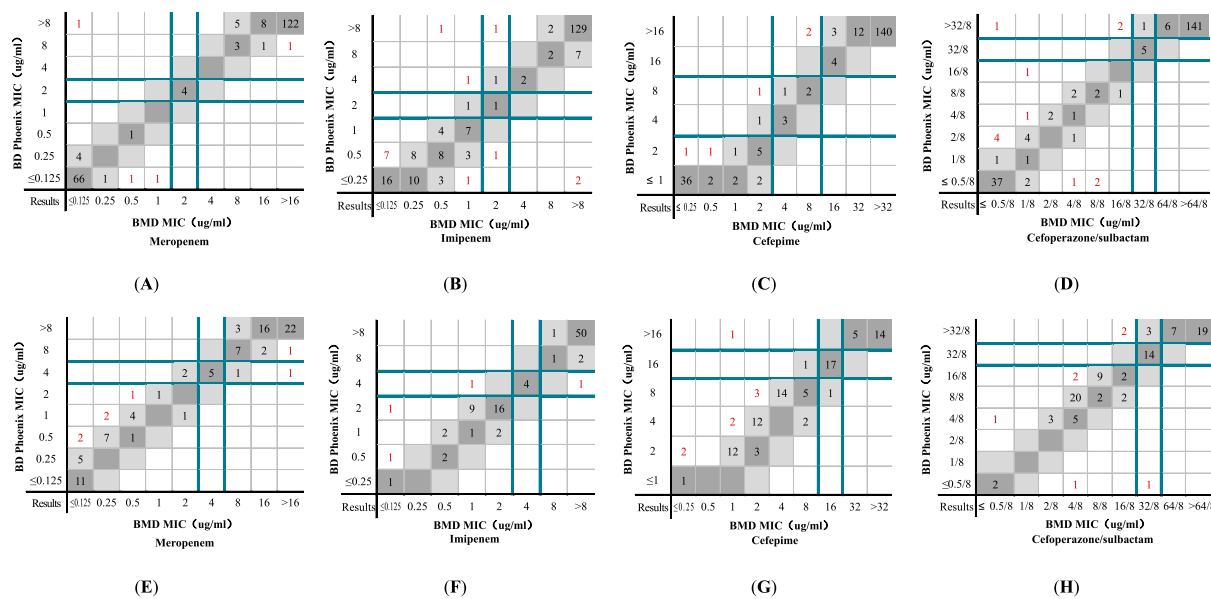 >8 1 5 8 122
8 3 1 1
4
2 4
1
0.5 1
0.25 4
≤0.125 66 1 1 1
Results ≤0.125 0.25 0.5 1 2 4 8 16 >16
BD Phoenix MIC (ug/ml)
BMD MIC (ug/ml)
Meropenem
(A)
>8 1 1 2 129
8 2 7
4 1 1 2
2 1 1
1 4 7
0.5 7 8 8 3 1
≤0.25 16 10 3 1 2
Results ≤0.125 0.25 0.5 1 2 4 8 >8
BD Phoenix MIC (ug/ml)
BMD MIC (ug/ml)
Imipenem
(B)
>16 2 3 12 140
16 4
8 1 1 2
4 1 3
2 1 1 1 5
≤ 1 36 2 2 2
Results ≤ 0.25 0.5 1 2 4 8 16 32 >32
BD Phoenix MIC (ug/ml)
BMD MIC (ug/ml)
Cefepime
(C)
>32/8 1 2 1 6 141
32/8 5
16/8 1
8/8 2 2 1
4/8 1 2 1
2/8 4 4 1
1/8 1 1
≤ 0.5/8 37 2 1 2
Results ≤ 0.5/8 1/8 2/8 4/8 8/8 16/8 32/8 64/8 >64/8
BD Phoenix MIC (ug/ml)
BMD MIC (ug/ml)
Cefoperazone/sulbactam
(D)
>8 3 16 22
8 7 2 1
4 2 5 1 1
2 1 1
1 2 4 1
0.5 2 7 1
0.25 5
≤0.125 11
Results ≤0.125 0.25 0.5 1 2 4 8 16 >16
BD Phoenix MIC (ug/ml)
BMD MIC (ug/ml)
Meropenem
(E)
>8 1 50
8 1 2
4 1 4 1
2 1 9 16
1 2 1 2
0.5 1 2
≤0.25 1
Results ≤0.125 0.25 0.5 1 2 4 8 >8
BD Phoenix MIC (ug/ml)
BMD MIC (ug/ml)
Imipenem
(F)
>16 1 5 14
16 1 17
8 3 14 5 1
4 2 12 2
2 2 12 3
≤1 1
Results ≤0.25 0.5 1 2 4 8 16 32 >32
BD Phoenix MIC (ug/ml)
BMD MIC (ug/ml)
Cefepime
(G)
>32/8 2 3 7 19
32/8 14
16/8 2 9 2
8/8 20 2 2
4/8 1 3 5
2/8
1/8
≤0.5/8 2 1 1
Results ≤ 0.5/8 1/8 2/8 4/8 8/8 16/8 32/8 64/8 >64/8
BD Phoenix MIC (ug/ml)
BMD MIC (ug/ml)
Cefoperazone/sulbactam
(H)